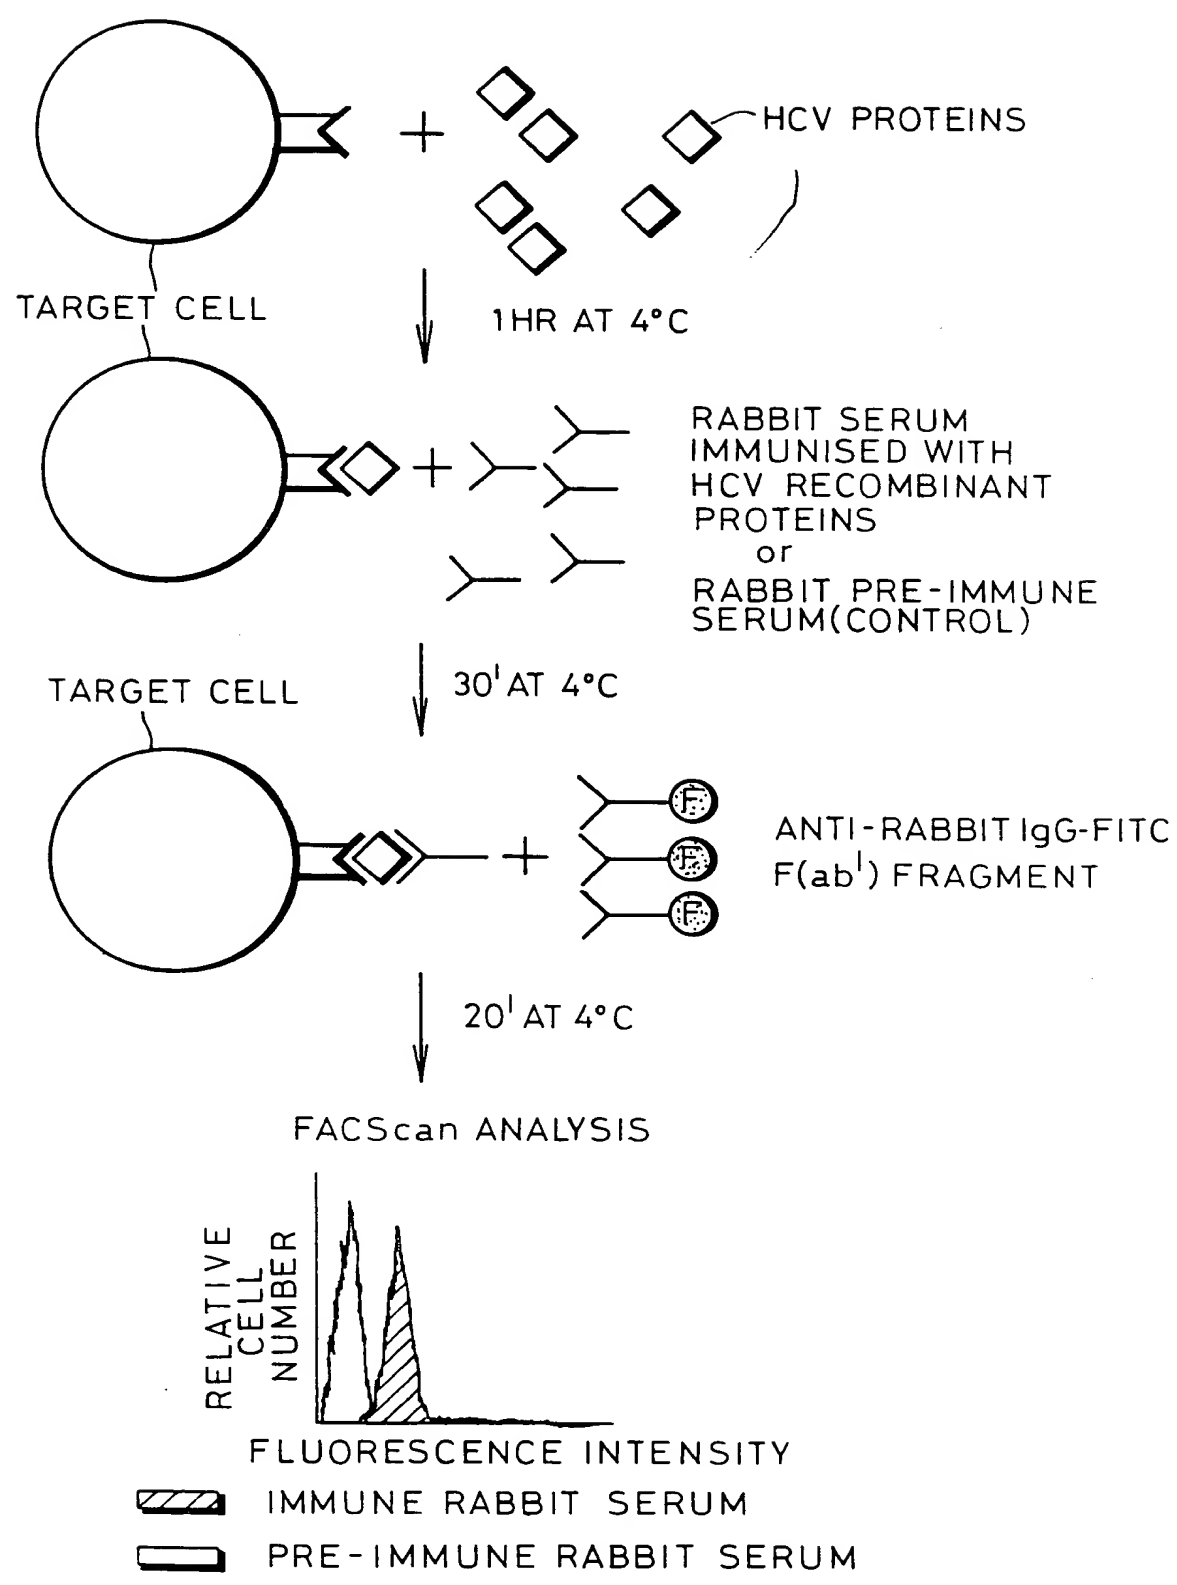 HCV PROTEINS
TARGET CELL
1HR AT 4°C
RABBIT SERUM
IMMUNISED WITH
HCV RECOMBINANT
PROTEINS
or
RABBIT PRE-IMMUNE
SERUM(CONTROL)
30' AT 4°C
TARGET CELL
F
F
F
ANTI-RABBIT IgG-FITC
F(ab') FRAGMENT
20' AT 4°C
FACScan ANALYSIS
RELATIVE
CELL
NUMBER
FLUORESCENCE INTENSITY
IMMUNE RABBIT SERUM
PRE-IMMUNE RABBIT SERUM